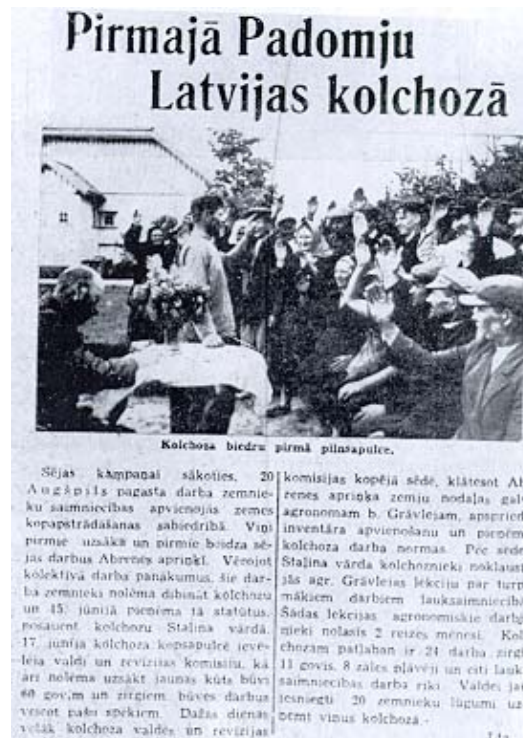 Pirmajā Padomju
Latvijas kolchozā
Kolchoza biedru pirmā pilnsapulce.
Sējas kampaņai sākoties, 20
Augšpils pagasta darba zemnie-
ku saimniecības apvienojās zemes
kopapstrādāšanas sabiedrībā. Viņi
pirmie uzsāka un pirmie beidza sē-
jas darbus Abrenes apriņķī. Vērojot
kolektīvā darba panākumus, šie dar-
ba zemnieki nolēma dibināt kolchozu
un 15. jūnijā pieņēma tā statūtus,
nosaucot kolchozu Staļina vārdā.
17. jūnija kolchoza kopsapulcē ievē-
lēja valdi un revīzijas komisiju, kā
arī nolēma uzsākt jaunas kūts būvi
60 govīm un zirgiem, būves darbus
veicot pašu spēkiem. Dažas dienas
vēlāk kolchoza valdes un revīzijas
komisijas kopējā sēdē, klātesot Ab
renes apriņķa zemju nodaļas gal
agronomam b. Grāvlejam, apsprieda
inventāra apvienošanu un pieņēm
kolchoza darba normas. Pēc sēdes
Staļina vārda kolchoznieki noklausī
jās agr. Grāvlejas lekciju par turp
mākiem darbiem lauksaimniecībā
Šādas lekcijas agronomiskie darbi
nieki nolasīs 2 reizes mēnesī. Kol
chozam patlaban ir 24 darba zirgi
11 govis, 8 zāles pļāvēji un citi lauk
saimniecības darba rīki. Valdei jau
iesniegti 20 zemnieku lūgumi uz
ņemt viņus kolchozā.